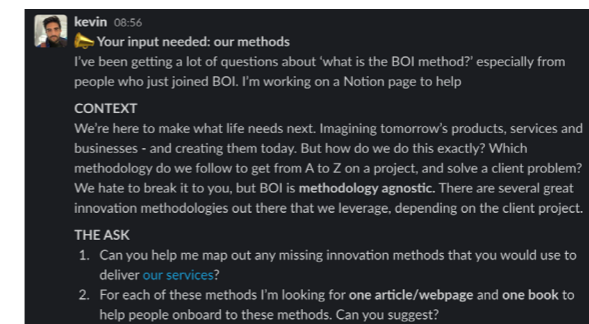 kevin 08:56
Your input needed: our methods
I've been getting a lot of questions about 'what is the BOI method?' especially from
people who just joined BOI. I'm working on a Notion page to help
CONTEXT
We're here to make what life needs next. Imagining tomorrow's products, services and
businesses - and creating them today. But how do we do this exactly? Which
methodology do we follow to get from A to Z on a project, and solve a client problem?
We hate to break it to you, but BOI is methodology agnostic. There are several great
innovation methodologies out there that we leverage, depending on the client project.
THE ASK
1. Can you help me map out any missing innovation methods that you would use to
deliver our services?
2. For each of these methods I'm looking for one article/webpage and one book to
help people onboard to these methods. Can you suggest?